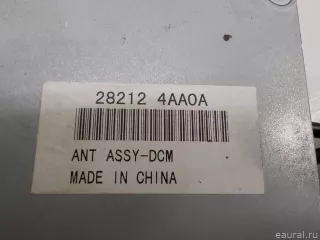 28212 4AA0A
ANT ASSY-DCM
MADE IN CHINA
eaural.ru